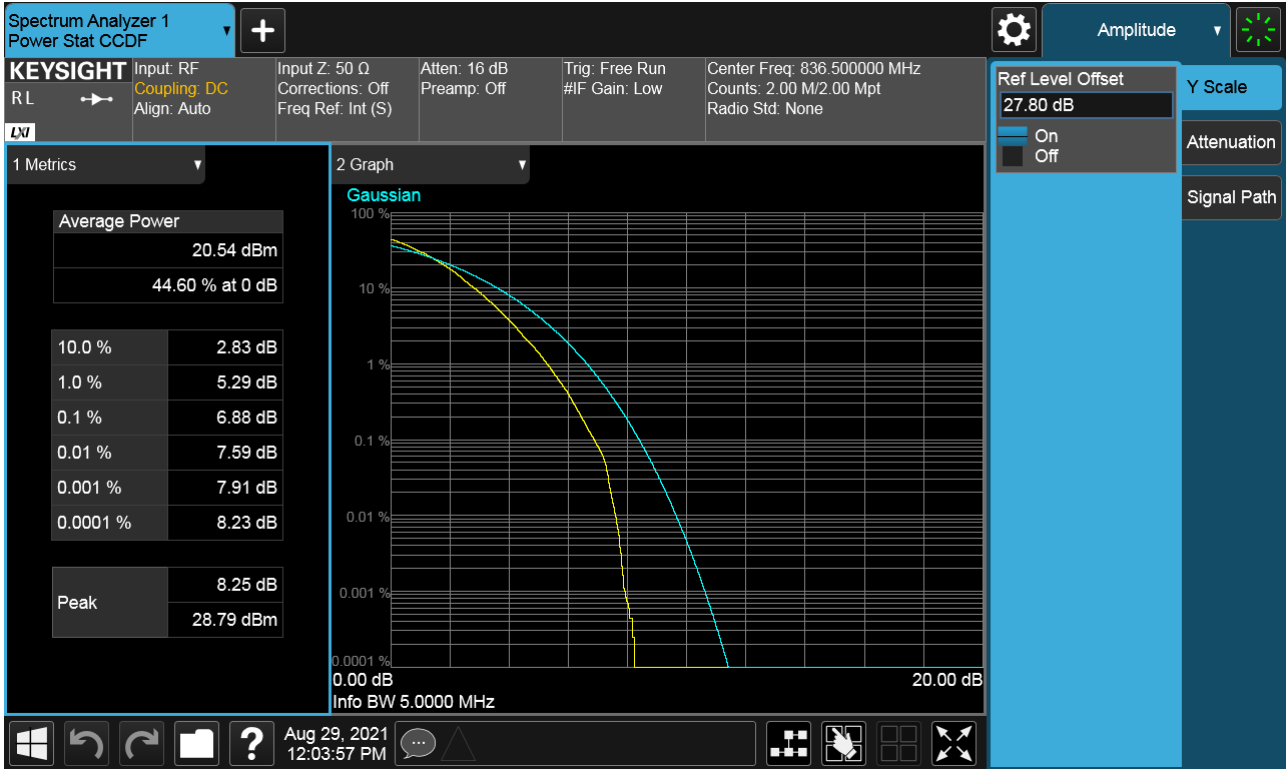 Spectrum Analyzer 1
Power Stat CCDF
Amplitude
KEYSIGHT
RL
LXI
Input: RF
Coupling: DC
Align: Auto
Input Z: 50 Ω
Corrections: Off
Freq Ref: Int (S)
Atten: 16 dB
Preamp: Off
Trig: Free Run
#IF Gain: Low
Center Freq: 836.500000 MHz
Counts: 2.00 M/2.00 Mpt
Radio Std: None
Ref Level Offset
27.80 dB
On
Off
Y Scale
Attenuation
Signal Path
1 Metrics
Average Power
20.54 dBm
44.60 % at 0 dB
10.0 % 2.83 dB
1.0 % 5.29 dB
0.1 % 6.88 dB
0.01 % 7.59 dB
0.001 % 7.91 dB
0.0001 % 8.23 dB
Peak
8.25 dB
28.79 dBm
2 Graph
Gaussian
100 %
10 %
1 %
0.1 %
0.01 %
0.001 %
0.0001 %
0.00 dB 20.00 dB
Info BW 5.0000 MHz
Aug 29, 2021
12:03:57 PM